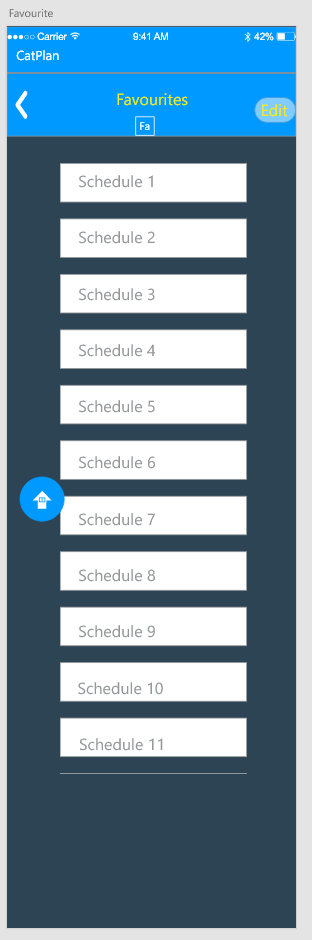 Favourite
Carrier 9:41 AM 42%
CatPlan
Favourites
Edit
Fa
Schedule 1
Schedule 2
Schedule 3
Schedule 4
Schedule 5
Schedule 6
Schedule 7
Schedule 8
Schedule 9
Schedule 10
Schedule 11